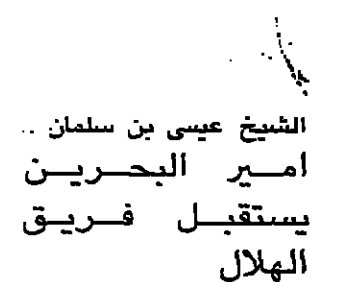 الشيخ عيسى بن سلمان ..
امير البحرين
يستقبل فريق
الهلال